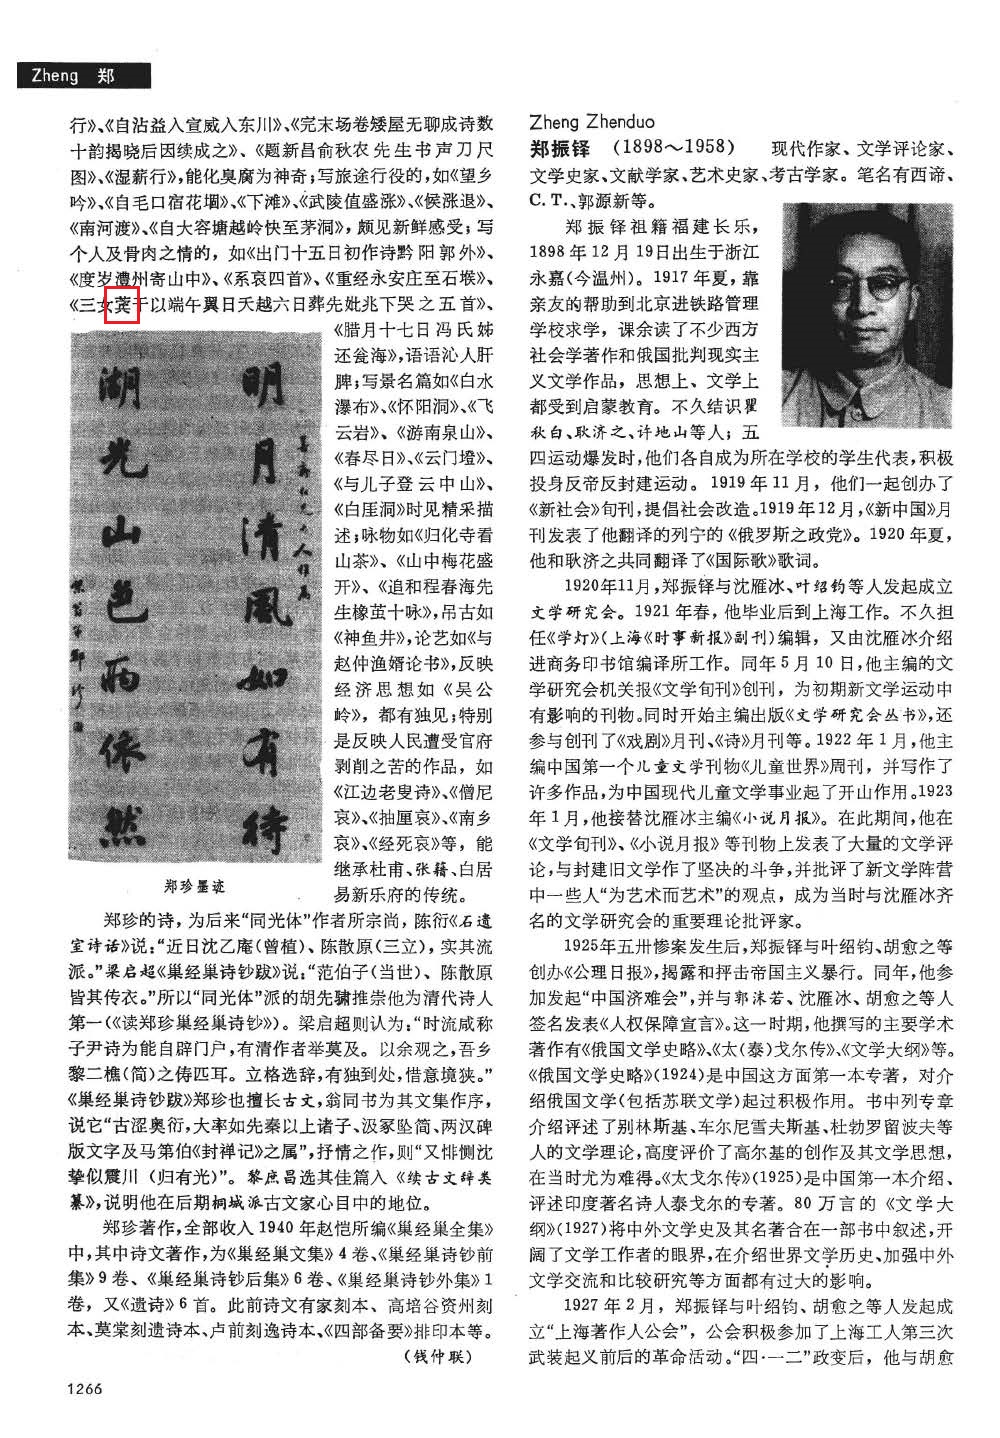 Zheng 郑
行》、《自沾益入宣威入东川》、《完末场卷矮屋无聊成诗数
十韵揭晓后因续成之》、《题新昌俞秋农先生书声刀尺
图》、《湿薪行》,能化臭腐为神奇;写旅途行役的,如《望乡
吟》、《自毛口宿花堌》、《下滩》、《武陵值盛涨》、《候涨退》、
《南河渡》、《自大容塘越岭快至茅洞》,颇见新鲜感受;写
个人及骨肉之情的,如《出门十五日初作诗黔阳郭外》、
《度岁澧州寄山中》、《系哀四首》、《重经永安庄至石堠》、
《三女䔖于以端午翼日夭越六日葬先妣兆下哭之五首》、
《腊月十七日冯氏姊
还瓮海》,语语沁人肝
脾;写景名篇如《白水
瀑布》、《怀阳洞》、《飞
云岩》、《游南泉山》、
《春尽日》、《云门墱》、
《与儿子登云中山》、
《白厓洞》时见精采描
述;咏物如《归化寺看
山茶》、《山中梅花盛
开》、《追和程春海先
生橡茧十咏》,吊古如
《神鱼井》,论艺如《与
赵仲渔婿论书》,反映
经济思想如《吴公
岭》,都有独见;特别
是反映人民遭受官府
剥削之苦的作品,如
《江边老叟诗》、《僧尼
哀》、《抽厘哀》、《南乡
哀》、《经死哀》等,能
继承杜甫、张籍、白居
易新乐府的传统。
明月清风如有待
湖光山色两依然
郑珍墨迹
郑珍的诗,为后来“同光体”作者所宗尚,陈衍《石遗
室诗话》说:“近日沈乙庵(曾植)、陈散原(三立),实其流
派。”梁启超《巢经巢诗钞跋》说:“范伯子(当世)、陈散原
皆其传衣。”所以“同光体”派的胡先骕推崇他为清代诗人
第一(《读郑珍巢经巢诗钞》)。梁启超则认为:“时流咸称
子尹诗为能自辟门户,有清作者举莫及。以余观之,吾乡
黎二樵(简)之俦匹耳。立格选辞,有独到处,惜意境狭。”
《巢经巢诗钞跋》郑珍也擅长古文,翁同书为其文集作序,
说它“古涩奥衍,大率如先秦以上诸子、汲冢坠简、两汉碑
版文字及马第伯《封禅记》之属”,抒情之作,则“又悱恻沈
挚似震川(归有光)”。黎庶昌选其佳篇入《续古文辞类
纂》,说明他在后期桐城派古文家心目中的地位。
郑珍著作,全部收入1940年赵恺所编《巢经巢全集》
中,其中诗文著作,为《巢经巢文集》4卷、《巢经巢诗钞前
集》9卷、《巢经巢诗钞后集》6卷、《巢经巢诗钞外集》1
卷,又《遗诗》6首。此前诗文有家刻本、高培谷资州刻
本、莫棠刻遗诗本、卢前刻逸诗本、《四部备要》排印本等。
(钱仲联)
Zheng Zhenduo
郑振铎 (1898～1958) 现代作家、文学评论家、
文学史家、文献学家、艺术史家、考古学家。笔名有西谛、
C.T.、郭源新等。
郑振铎祖籍福建长乐,
1898年12月19日出生于浙江
永嘉(今温州)。1917年夏,靠
亲友的帮助到北京进铁路管理
学校求学,课余读了不少西方
社会学著作和俄国批判现实主
义文学作品,思想上、文学上
都受到启蒙教育。不久结识瞿
秋白、耿济之、许地山等人;五
四运动爆发时,他们各自成为所在学校的学生代表,积极
投身反帝反封建运动。1919年11月,他们一起创办了
《新社会》旬刊,提倡社会改造。1919年12月,《新中国》月
刊发表了他翻译的列宁的《俄罗斯之政党》。1920年夏,
他和耿济之共同翻译了《国际歌》歌词。
1920年11月,郑振铎与沈雁冰、叶绍钧等人发起成立
文学研究会。1921年春,他毕业后到上海工作。不久担
任《学灯》(上海《时事新报》副刊)编辑,又由沈雁冰介绍
进商务印书馆编译所工作。同年5月10日,他主编的文
学研究会机关报《文学旬刊》创刊,为初期新文学运动中
有影响的刊物。同时开始主编出版《文学研究会丛书》,还
参与创刊了《戏剧》月刊、《诗》月刊等。1922年1月,他主
编中国第一个儿童文学刊物《儿童世界》周刊,并写作了
许多作品,为中国现代儿童文学事业起了开山作用。1923
年1月,他接替沈雁冰主编《小说月报》。在此期间,他在
《文学旬刊》、《小说月报》等刊物上发表了大量的文学评
论,与封建旧文学作了坚决的斗争,并批评了新文学阵营
中一些人“为艺术而艺术”的观点,成为当时与沈雁冰齐
名的文学研究会的重要理论批评家。
1925年五卅惨案发生后,郑振铎与叶绍钧、胡愈之等
创办《公理日报》,揭露和抨击帝国主义暴行。同年,他参
加发起“中国济难会”,并与郭沫若、沈雁冰、胡愈之等人
签名发表《人权保障宣言》。这一时期,他撰写的主要学术
著作有《俄国文学史略》、《太(泰)戈尔传》、《文学大纲》等。
《俄国文学史略》(1924)是中国这方面第一本专著,对介
绍俄国文学(包括苏联文学)起过积极作用。书中列专章
介绍评述了别林斯基、车尔尼雪夫斯基、杜勃罗留波夫等
人的文学理论,高度评价了高尔基的创作及其文学思想,
在当时尤为难得。《太戈尔传》(1925)是中国第一本介绍、
评述印度著名诗人泰戈尔的专著。80万言的《文学大
纲》(1927)将中外文学史及其名著合在一部书中叙述,开
阔了文学工作者的眼界,在介绍世界文学历史、加强中外
文学交流和比较研究等方面都有过大的影响。
1927年2月,郑振铎与叶绍钧、胡愈之等人发起成
立“上海著作人公会”,公会积极参加了上海工人第三次
武装起义前后的革命活动。“四·一二”政变后,他与胡愈
1266